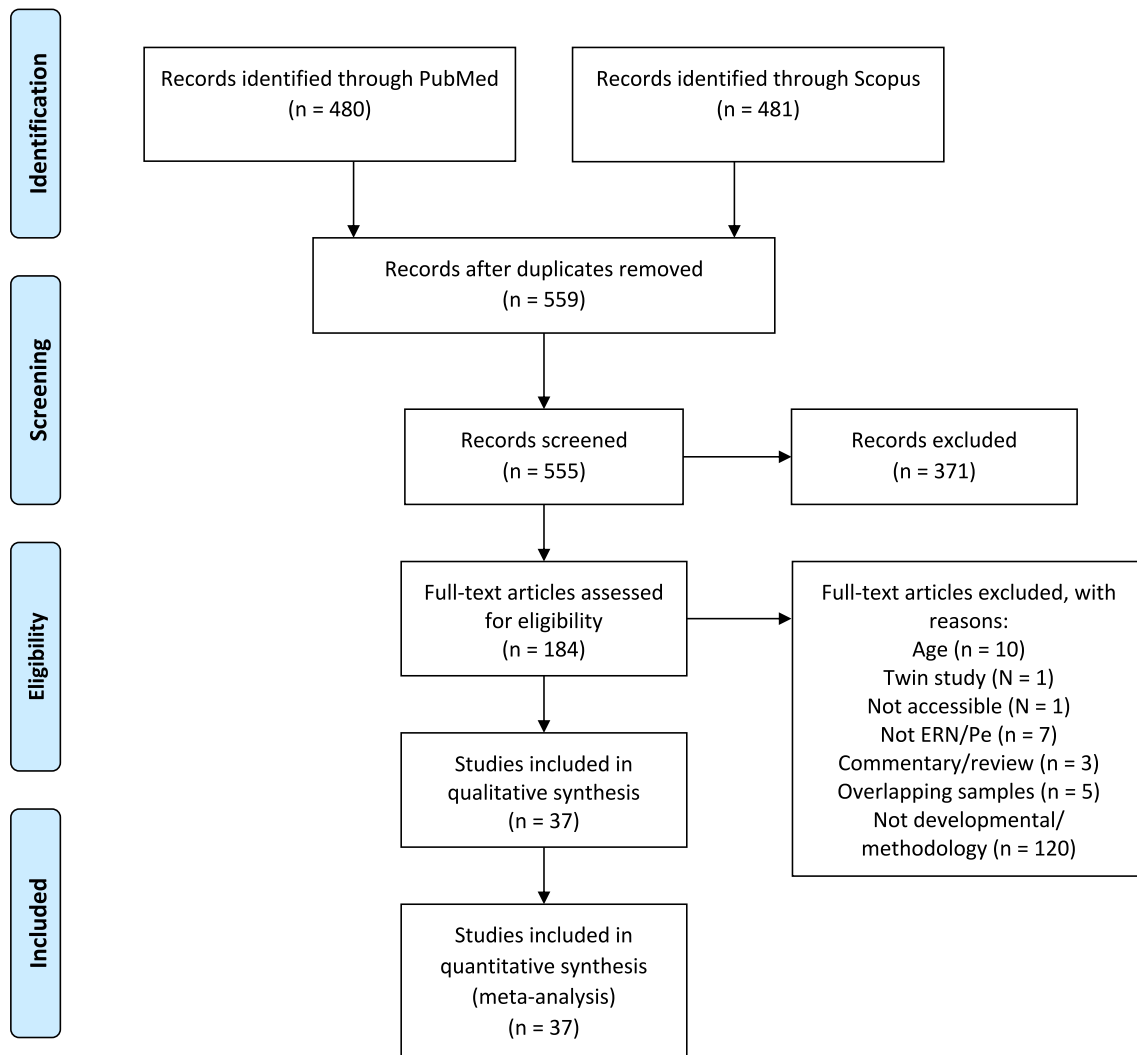 Identification
Records identified through PubMed
(n = 480)
Records identified through Scopus
(n = 481)
Records after duplicates removed
(n = 559)
Screening
Records screened
(n = 555)
Records excluded
(n = 371)
Eligibility
Full-text articles assessed
for eligibility
(n = 184)
Full-text articles excluded, with
reasons:
Age (n = 10)
Twin study (N = 1)
Not accessible (N = 1)
Not ERN/Pe (n = 7)
Commentary/review (n = 3)
Overlapping samples (n = 5)
Not developmental/
methodology (n = 120)
Studies included in
qualitative synthesis
(n = 37)
Included
Studies included in
quantitative synthesis
(meta-analysis)
(n = 37)